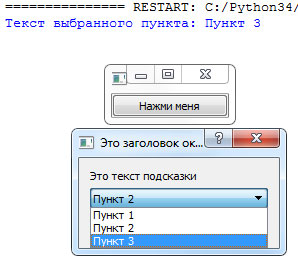 =============== RESTART: C:/Python34/
Текст выбранного пункта: Пункт 3
Нажми меня
Это заголовок ок...
Это текст подсказки
Пункт 2
Пункт 1
Пункт 2
Пункт 3